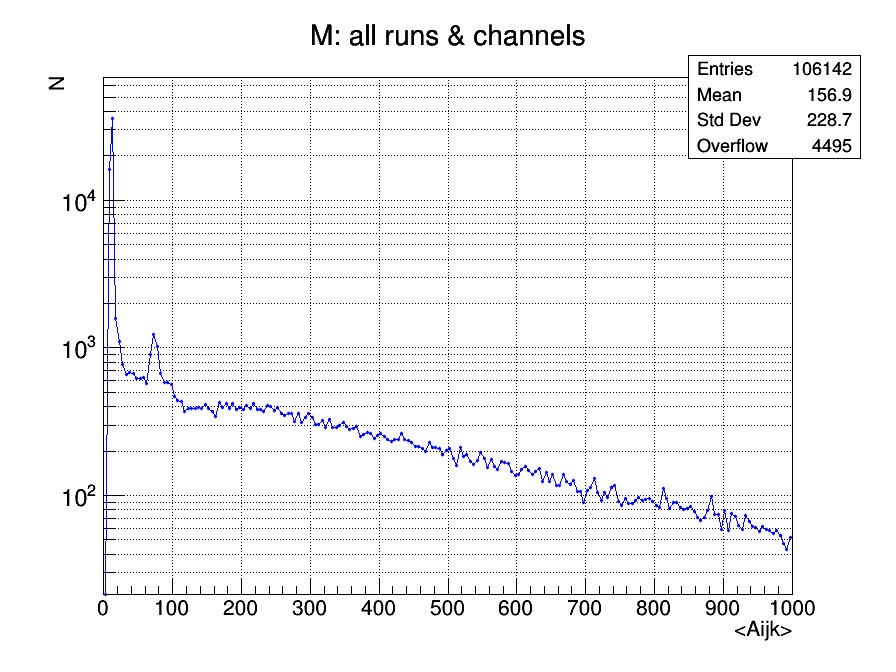 M: all runs & channels
N
Entries 106142
Mean 156.9
Std Dev 228.7
Overflow 4495
10^4
10^3
10^2
0 100 200 300 400 500 600 700 800 900 1000
<Aijk>